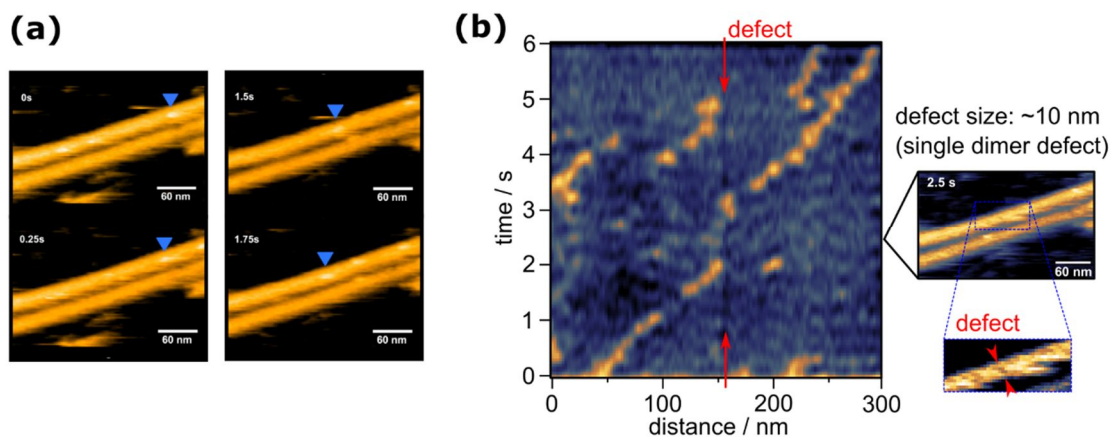 (a)
0s
60 nm
1.5s
60 nm
0.25s
60 nm
1.75s
60 nm
(b)
defect
6
5
4
3
2
1
0
time / s
0
100
200
300
distance / nm
defect size: ~10 nm
(single dimer defect)
2.5 s
60 nm
defect